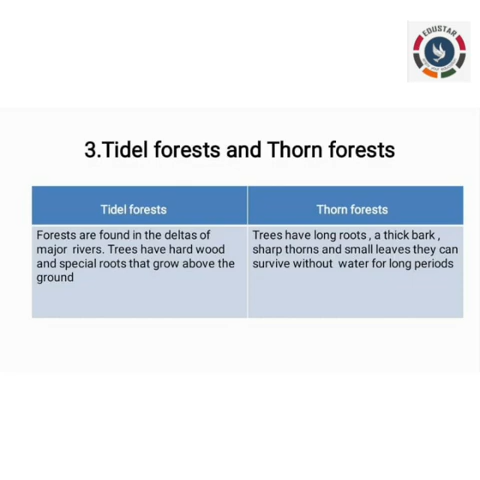 EDUSTAR
3.Tidel forests and Thorn forests
Tidel forests
Thorn forests
Forests are found in the deltas of
major rivers. Trees have hard wood
and special roots that grow above the
ground
Trees have long roots , a thick bark ,
sharp thorns and small leaves they can
survive without water for long periods